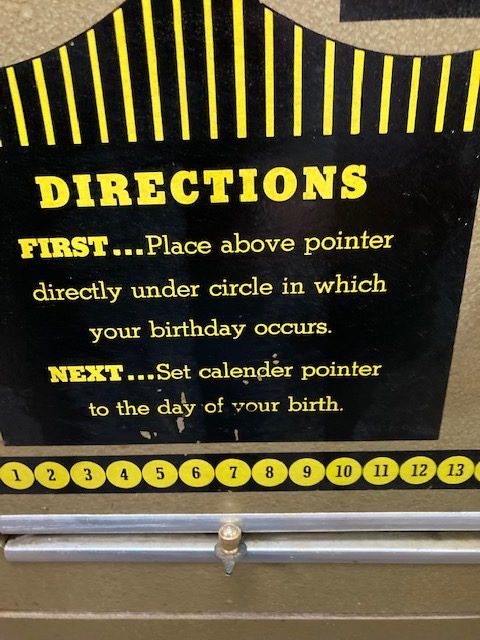 DIRECTIONS
FIRST...Place above pointer
directly under circle in which
your birthday occurs.
NEXT...Set calender pointer
to the day of your birth.
1 2 3 4 5 6 7 8 9 10 11 12 13